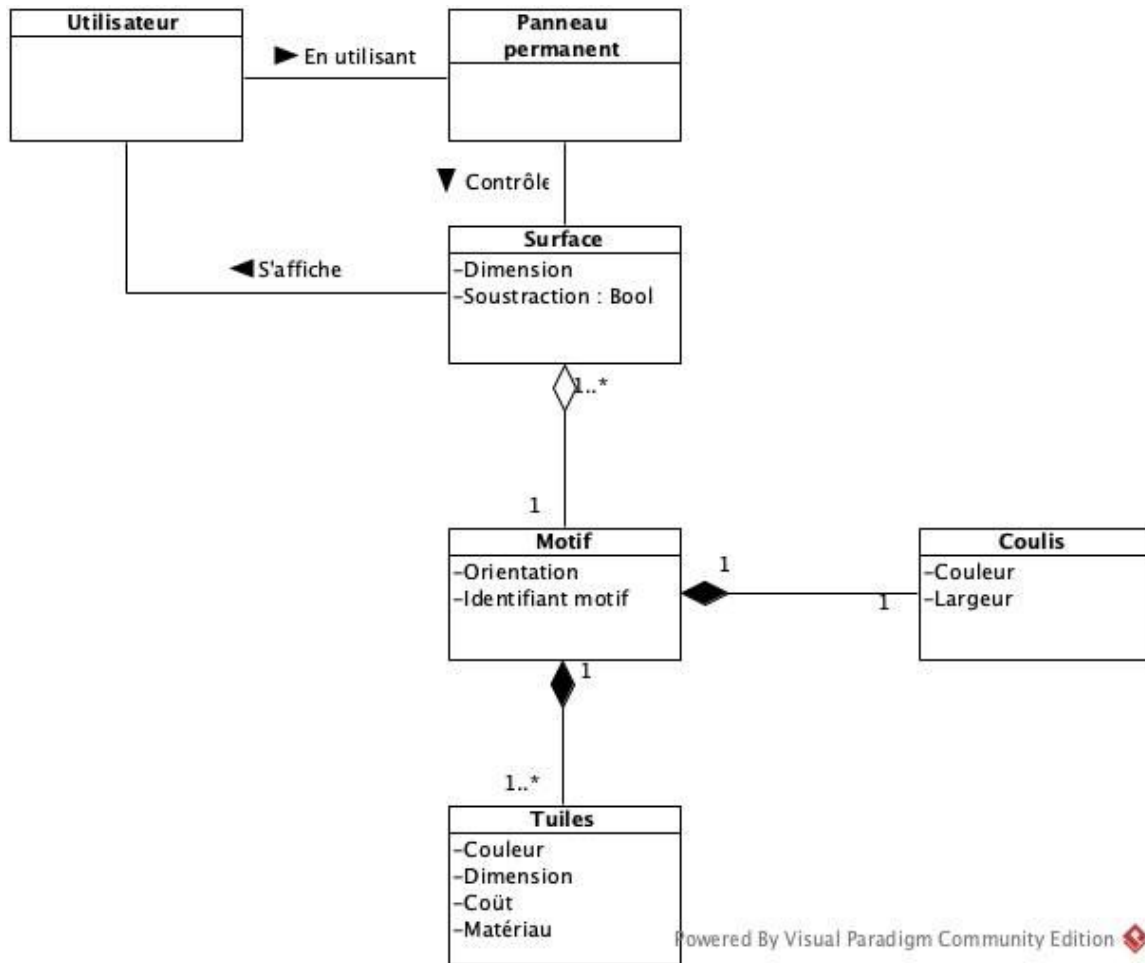 Utilisateur
Panneau
permanent
► En utilisant
▼ Contrôle
Surface
-Dimension
-Soustraction : Bool
◄ S'affiche
1..*
1
Motif
-Orientation
-Identifiant motif
1
1
Coulis
-Couleur
-Largeur
1
1..*
Tuiles
-Couleur
-Dimension
-Coüt
-Matériau
Powered By Visual Paradigm Community Edition